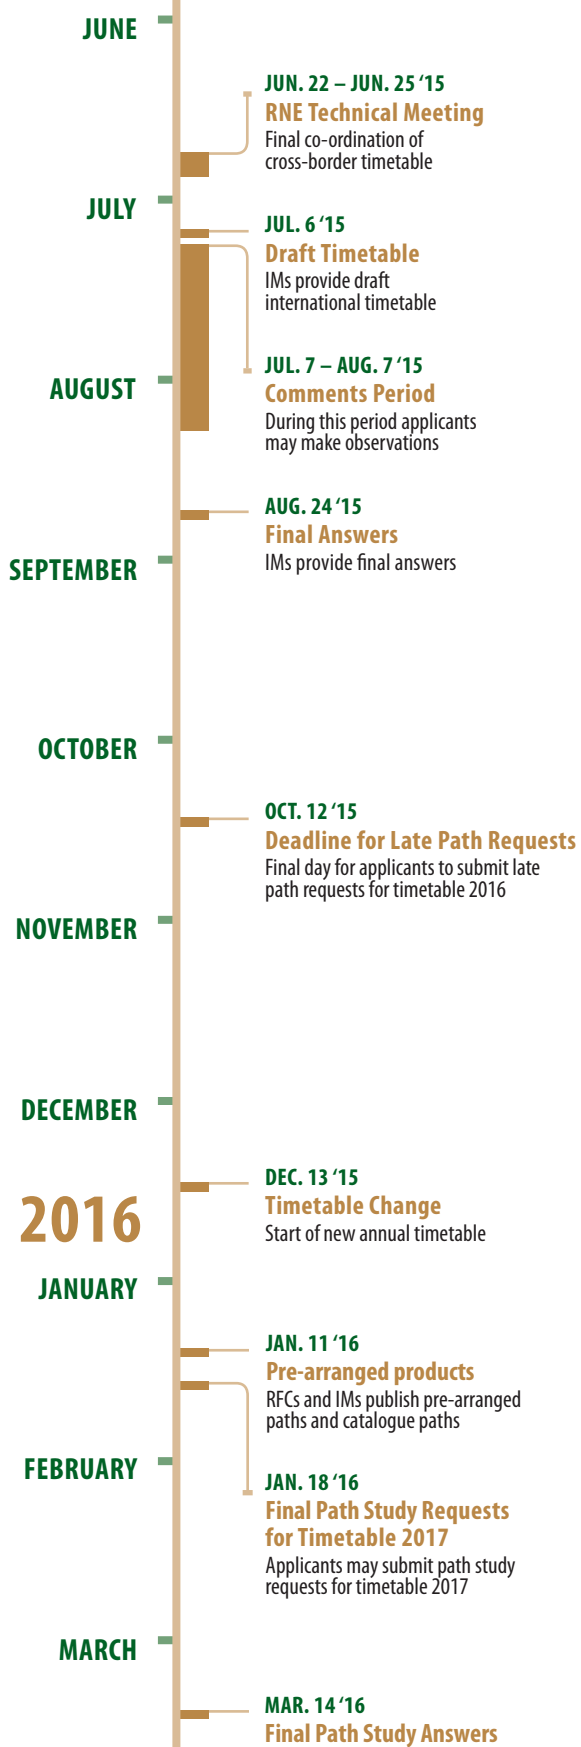 JUNE
JUN. 22 – JUN. 25 ‘15
RNE Technical Meeting
Final co-ordination of
cross-border timetable
JULY
JUL. 6 ‘15
Draft Timetable
IMs provide draft
international timetable
JUL. 7 – AUG. 7 ‘15
AUGUST
Comments Period
During this period applicants
may make observations
AUG. 24 ‘15
Final Answers
IMs provide final answers
SEPTEMBER
OCTOBER
OCT. 12 ‘15
Deadline for Late Path Requests
Final day for applicants to submit late
path requests for timetable 2016
NOVEMBER
DECEMBER
DEC. 13 ‘15
Timetable Change
Start of new annual timetable
2016
JANUARY
JAN. 11 ‘16
Pre-arranged products
RFCs and IMs publish pre-arranged
paths and catalogue paths
FEBRUARY
JAN. 18 ‘16
Final Path Study Requests
for Timetable 2017
Applicants may submit path study
requests for timetable 2017
MARCH
MAR. 14 ‘16
Final Path Study Answers